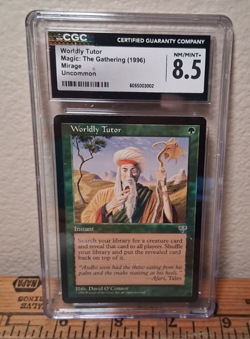 CGC
CERTIFIED GUARANTY COMPANY
Worldly Tutor
Magic: The Gathering (1996)
Mirage
Uncommon
NM/MINT+
8.5
6055003002
Worldly Tutor
Instant
Search your library for a creature card
and reveal that card to all players. Shuffle
your library and put the revealed card
back on top of it.
Illus. David O'Connor
NAPA